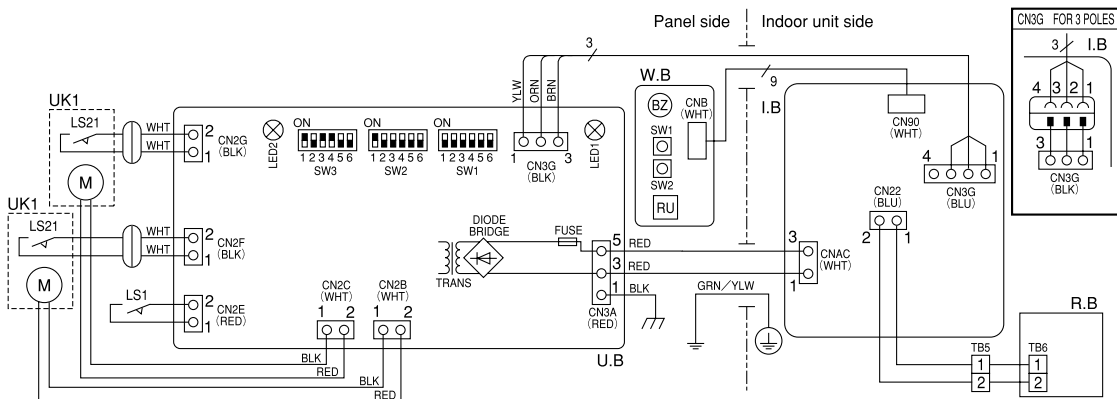 Panel side
Indoor unit side
CN3G FOR 3 POLES
3
I.B
4 3 2 1
3 1
CN3G
(BLK)
3
9
W.B
I.B
BZ
CNB
(WHT)
SW1
SW2
RU
CN90
(WHT)
4 1
CN3G
(BLU)
CN22
(BLU)
2 1
3
1
CNAC
(WHT)
UK1
LS21
WHT
WHT
2
1
CN2G
(BLK)
M
LED2
ON
1 2 3 4 5 6
SW3
ON
1 2 3 4 5 6
SW2
ON
1 2 3 4 5 6
SW1
YLW
ORN
BRN
1 3
CN3G
(BLK)
LED1
UK1
LS21
WHT
WHT
2
1
CN2F
(BLK)
M
DIODE
BRIDGE
FUSE
TRANS
5
3
1
CN3A
(RED)
RED
RED
BLK
GRN/YLW
LS1
2
1
CN2E
(RED)
CN2C
(WHT)
1 2
CN2B
(WHT)
1 2
BLK
RED
BLK
RED
U.B
R.B
TB5
1
2
TB6
1
2